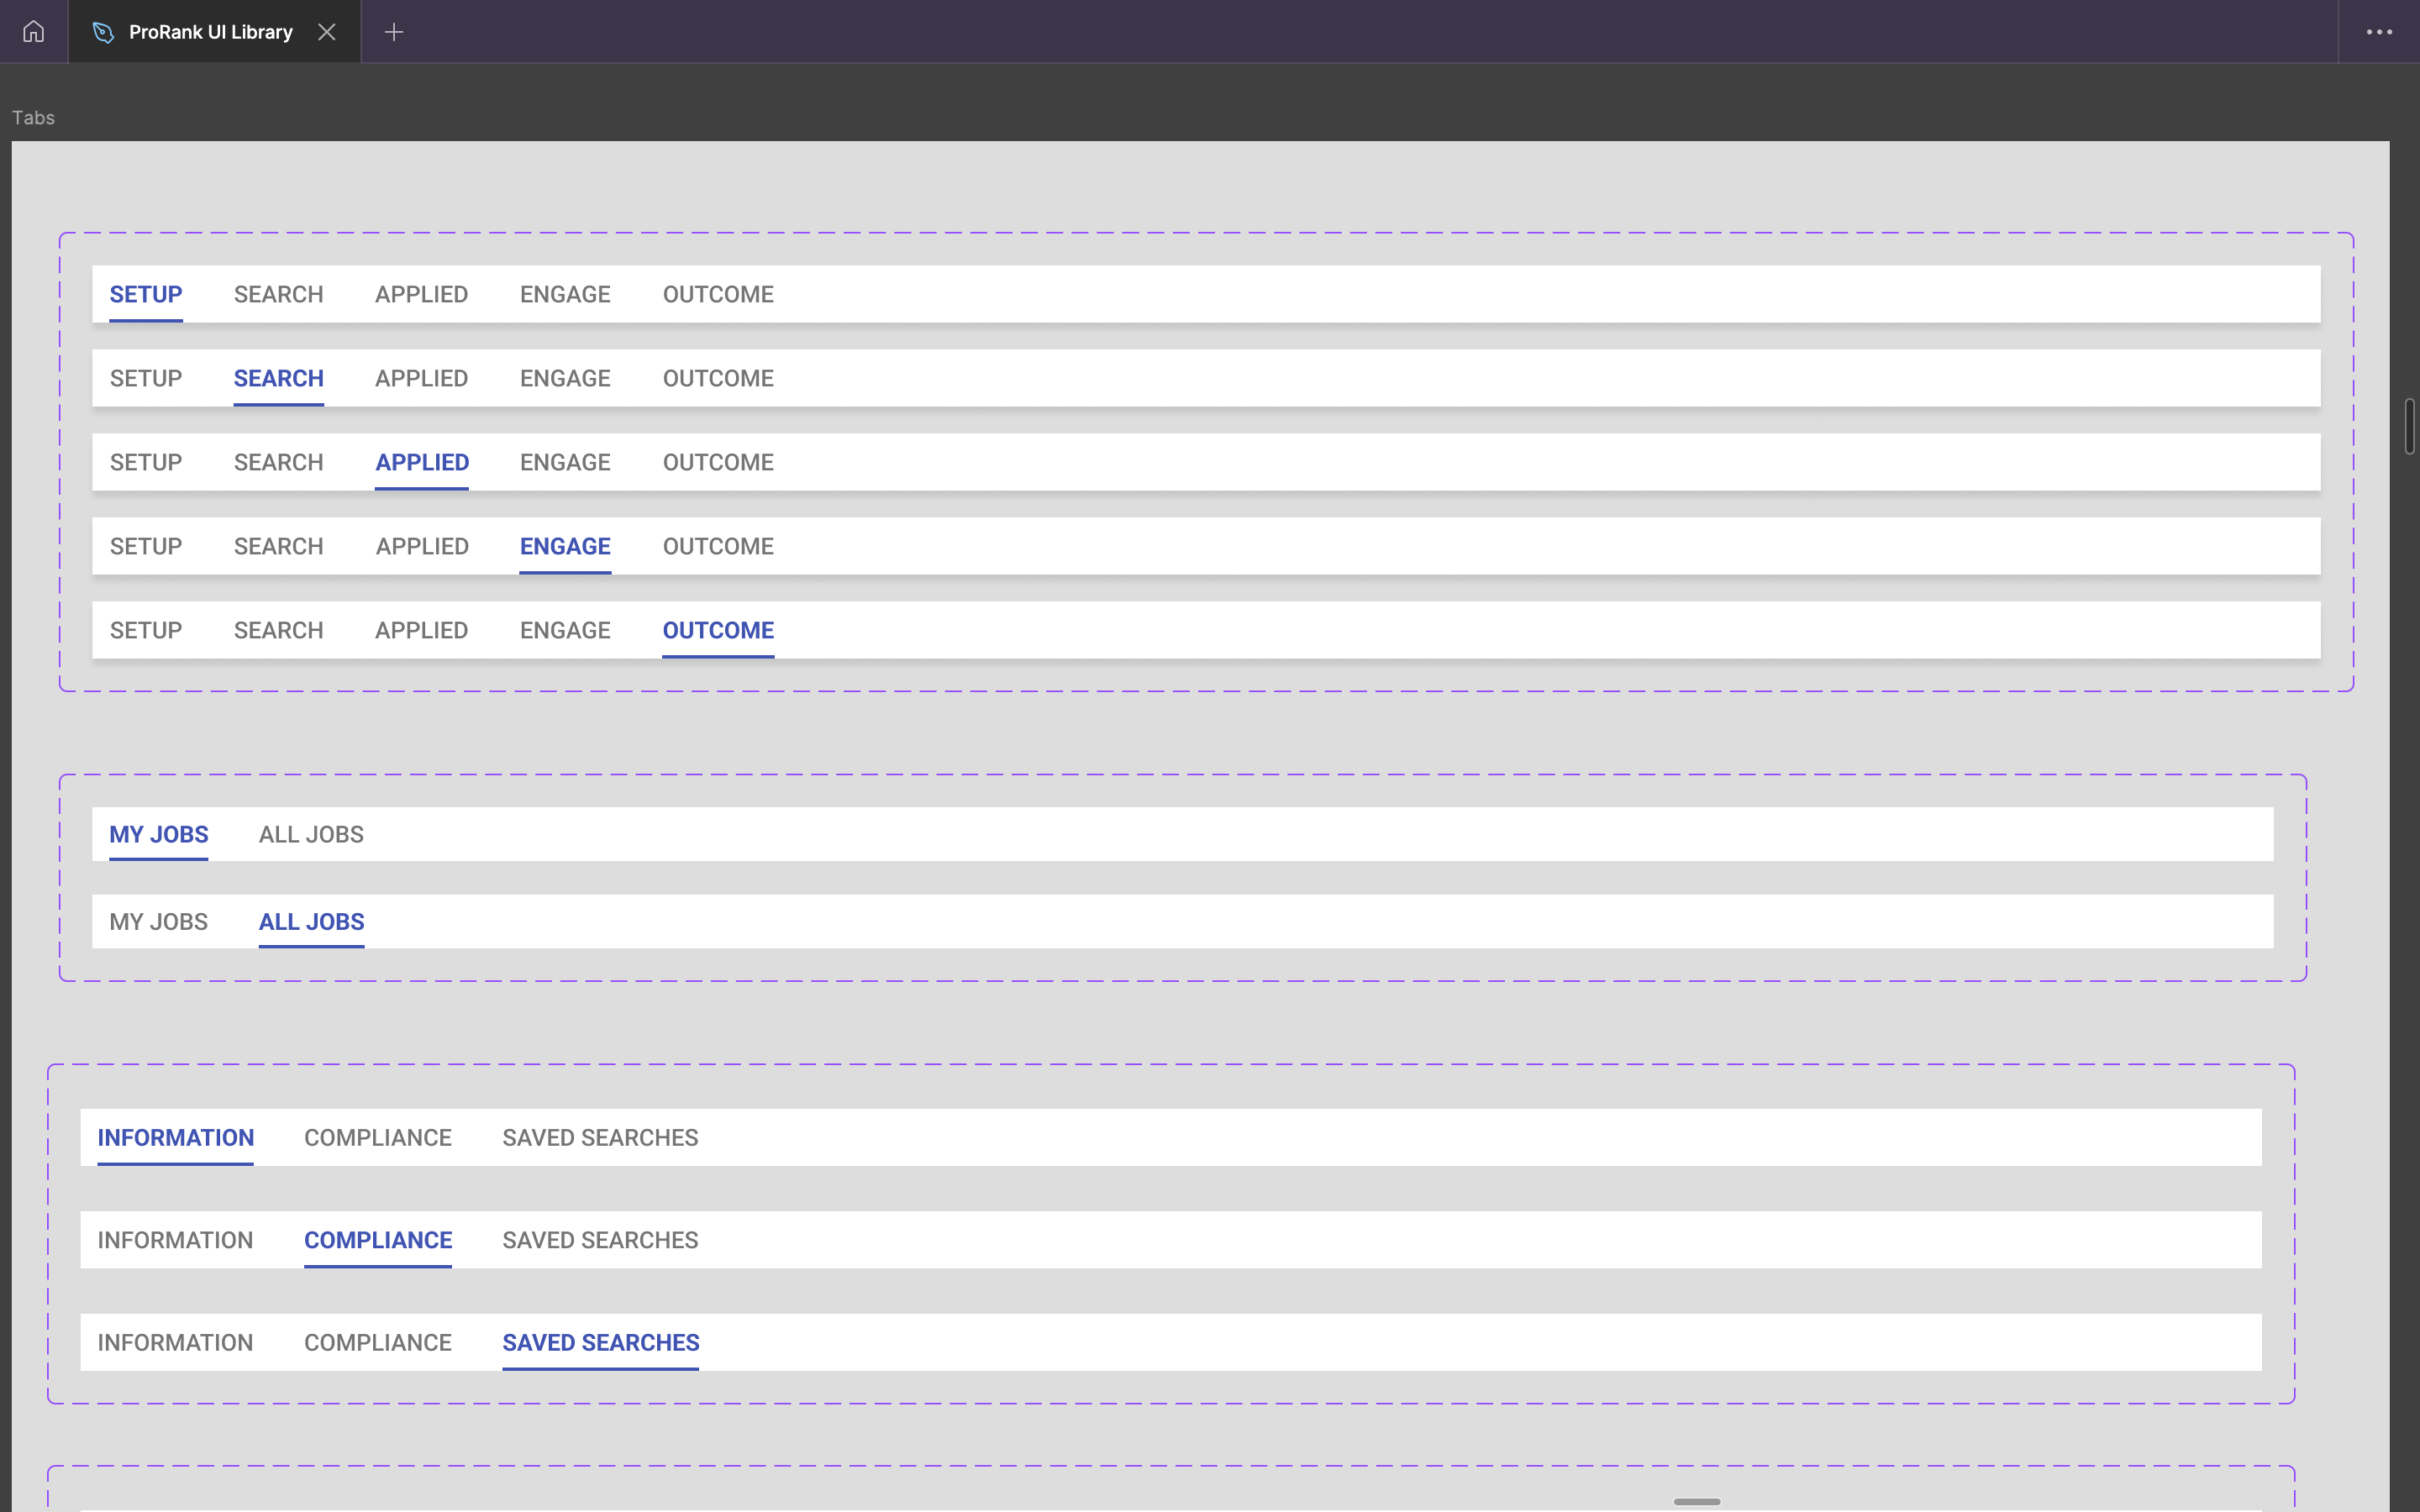 ProRank UI Library
Tabs
SETUP SEARCH APPLIED ENGAGE OUTCOME
SETUP SEARCH APPLIED ENGAGE OUTCOME
SETUP SEARCH APPLIED ENGAGE OUTCOME
SETUP SEARCH APPLIED ENGAGE OUTCOME
SETUP SEARCH APPLIED ENGAGE OUTCOME
MY JOBS ALL JOBS
MY JOBS ALL JOBS
INFORMATION COMPLIANCE SAVED SEARCHES
INFORMATION COMPLIANCE SAVED SEARCHES
INFORMATION COMPLIANCE SAVED SEARCHES